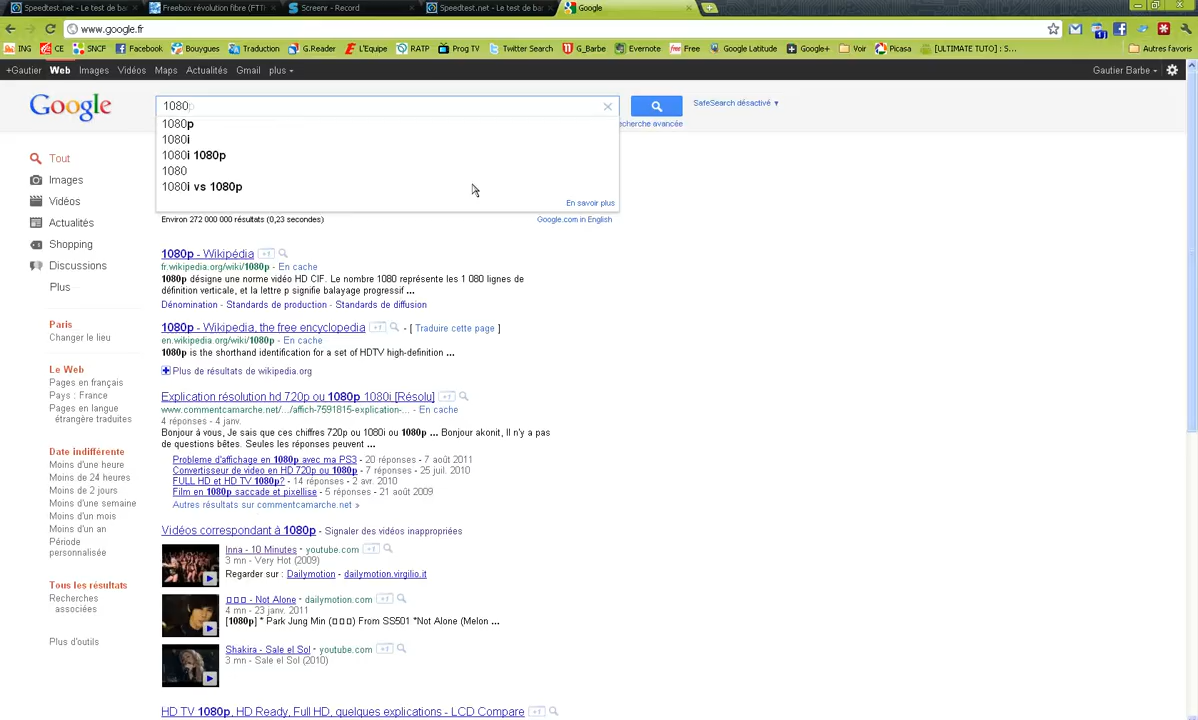 Speedtest.net - Le test de ba
Freebox révolution fibre (FTT
Screenr - Record
Speedtest.net - Le test de ba
Google
www.google.fr
ING
CE
SNCF
Facebook
Bouygues
Traduction
G.Reader
L'Equipe
RATP
Prog TV
Twitter Search
G_Barbe
Evernote
Free
Google Latitude
Google+
Voir
Picasa
[ULTIMATE TUTO] : S...
Autres favoris
+Gautier Web Images Vidéos Maps Actualités Gmail plus
Gautier Barbe
Google
1080p
SafeSearch désactivé ▼
echerche avancée
1080p
1080i
1080i 1080p
1080
1080i vs 1080p
En savoir plus
Environ 272 000 000 résultats (0,23 secondes)
Google.com in English
Tout
Images
Vidéos
Actualités
Shopping
Discussions
Plus
Paris
Changer le lieu
Le Web
Pages en français
Pays : France
Pages en langue
étrangère traduites
Date indifférente
Moins d'une heure
Moins de 24 heures
Moins de 2 jours
Moins d'une semaine
Moins d'un mois
Moins d'un an
Période
personnalisée
Tous les résultats
Recherches
associées
Plus d'outils
1080p - Wikipédia +1
fr.wikipedia.org/wiki/1080p - En cache
1080p désigne une norme vidéo HD CIF. Le nombre 1080 représente les 1 080 lignes de
définition verticale, et la lettre p signifie balayage progressif ...
Dénomination - Standards de production - Standards de diffusion
1080p - Wikipedia, the free encyclopedia +1 - [ Traduire cette page ]
en.wikipedia.org/wiki/1080p - En cache
1080p is the shorthand identification for a set of HDTV high-definition ...
Plus de résultats de wikipedia.org
Explication résolution hd 720p ou 1080p 1080i [Résolu] +1
www.commentcamarche.net/.../affich-7591815-explication-... - En cache
4 réponses - 4 janv.
Bonjour á vous, Je sais que ces chiffres 720p ou 1080i ou 1080p ... Bonjour akonit, Il n'y a pas
de questions bêtes. Seules les réponses peuvent ...
Probleme d'affichage en 1080p avec ma PS3 - 20 réponses - 7 août 2011
Convertisseur de video en HD 720p ou 1080p - 7 réponses - 25 juil. 2010
FULL HD et HD TV 1080p? - 14 réponses - 2 avr. 2010
Film en 1080p saccade et pixellise - 5 réponses - 21 août 2009
Autres résultats sur commentcamarche.net »
Vidéos correspondant à 1080p - Signaler des vidéos inappropriées
Inna - 10 Minutes - youtube.com +1
3 mn - Very Hot (2009)
Regarder sur : Dailymotion - dailymotion.virgilio.it
□□□ - Not Alone - dailymotion.com +1
4 mn - 23 janv. 2011
[1080p] * Park Jung Min (□□□) From SS501 *Not Alone (Melon ...
Shakira - Sale el Sol - youtube.com +1
3 mn - Sale el Sol (2010)
HD TV 1080p, HD Ready, Full HD, quelques explications - LCD Compare +1